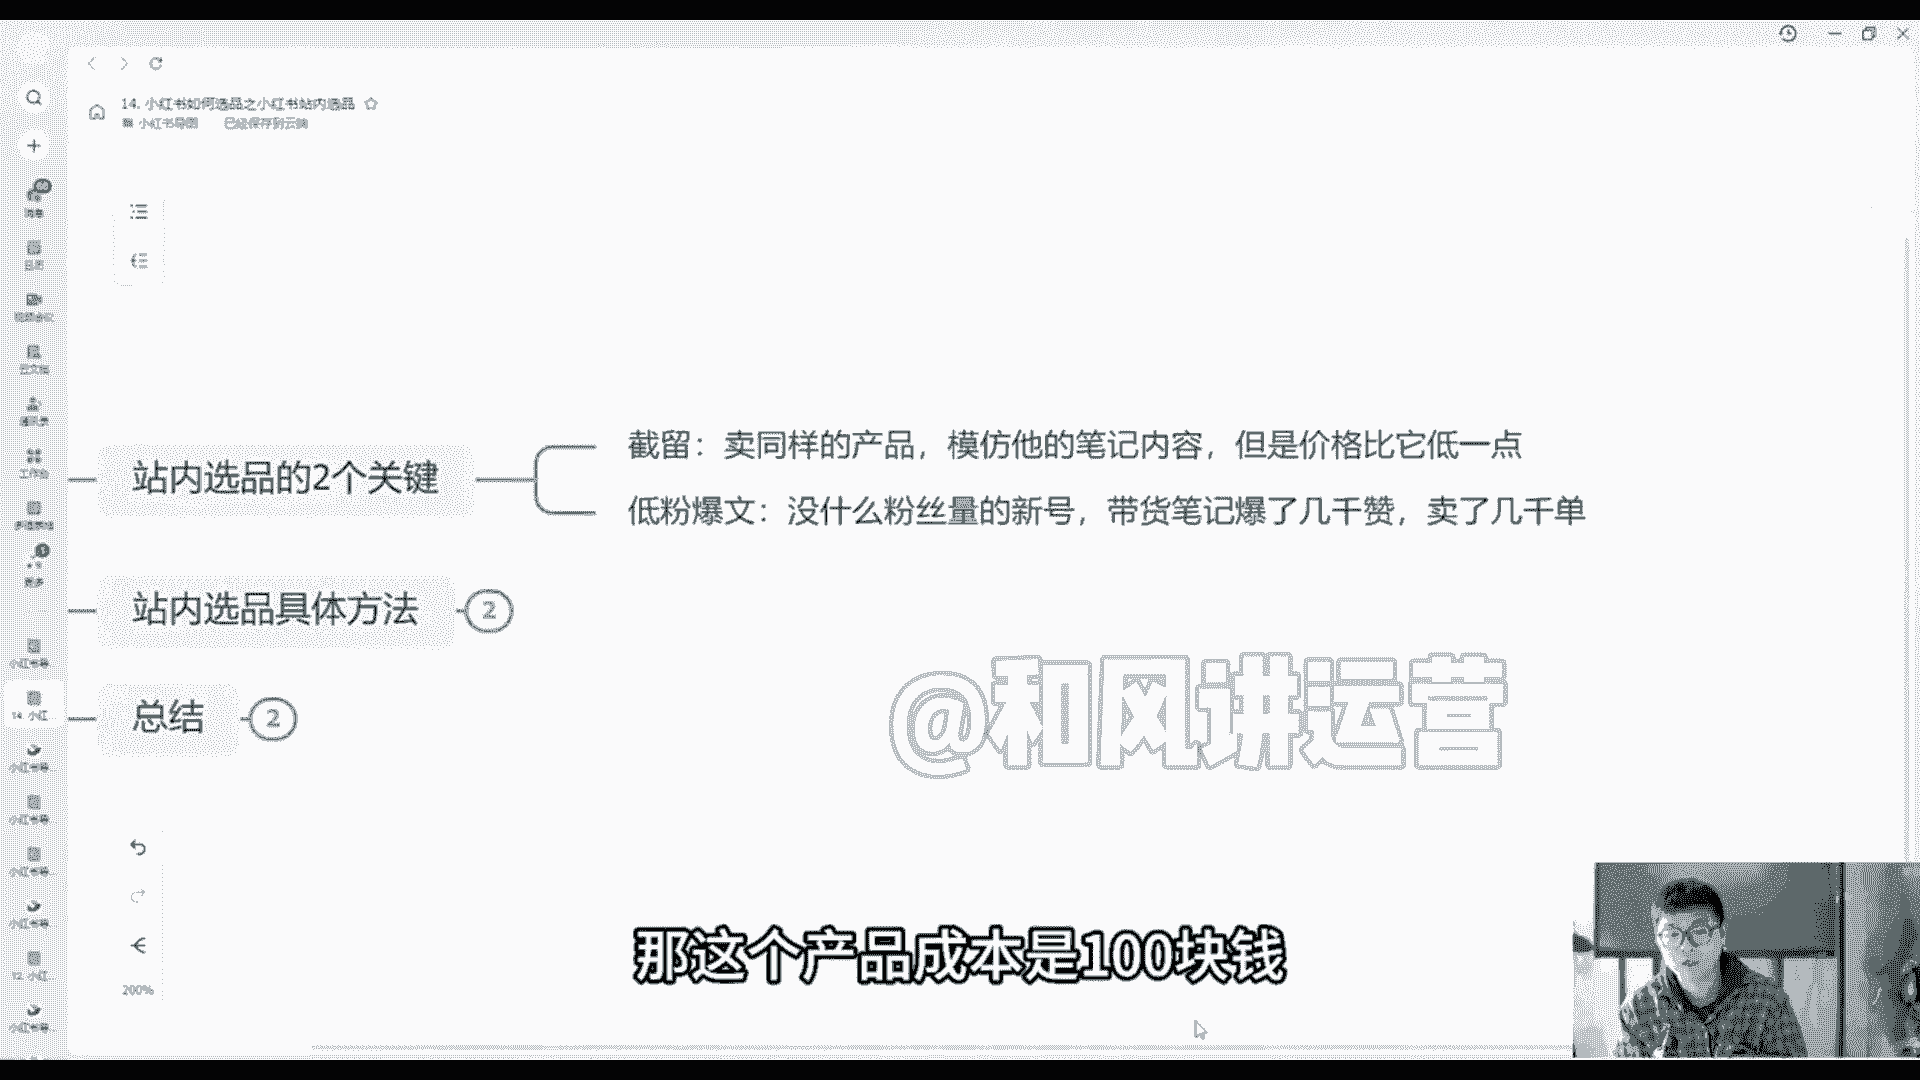 14. 小红书如何选品之小红书站内选品
小红书导图 已经保存到云端
站内选品的2个关键
截留：卖同样的产品，模仿他的笔记内容，但是价格比它低一点
低粉爆文：没什么粉丝量的新号，带货笔记爆了几千赞，卖了几千单
站内选品具体方法
2
总结
2
@和风讲运营
200%
那这个产品成本是100块钱